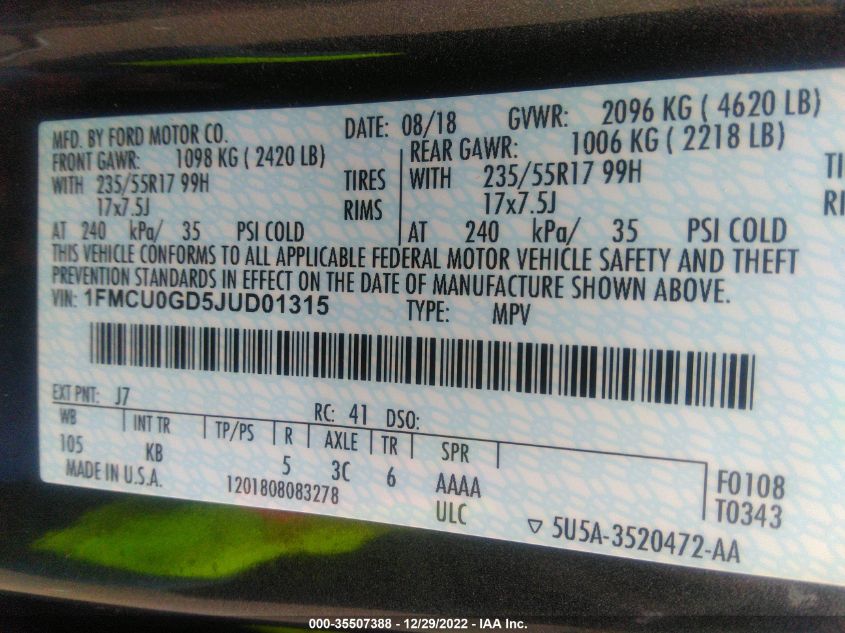 MFD. BY FORD MOTOR CO. DATE: 08/18 GVWR: 2096 KG ( 4620 LB)
FRONT GAWR: 1098 KG ( 2420 LB) REAR GAWR: 1006 KG ( 2218 LB)
WITH 235/55R17 99H TIRES WITH 235/55R17 99H TI
17x7.5J RIMS 17x7.5J RI
AT 240 kPa/ 35 PSI COLD AT 240 kPa/ 35 PSI COLD
THIS VEHICLE CONFORMS TO ALL APPLICABLE FEDERAL MOTOR VEHICLE SAFETY AND THEFT
PREVENTION STANDARDS IN EFFECT ON THE DATE OF MANUFACTURE SHOWN ABOVE.
VIN: 1FMCU0GD5JUD01315 TYPE: MPV
EXT PNT: J7 RC: 41 DSO:
WB INT TR TP/PS R AXLE TR SPR
105 KB 5 3C 6 AAAA F0108
MADE IN U.S.A. 1201808083278 ULC T0343
5U5A-3520472-AA
000-35507388 - 12/29/2022 - IAA Inc.